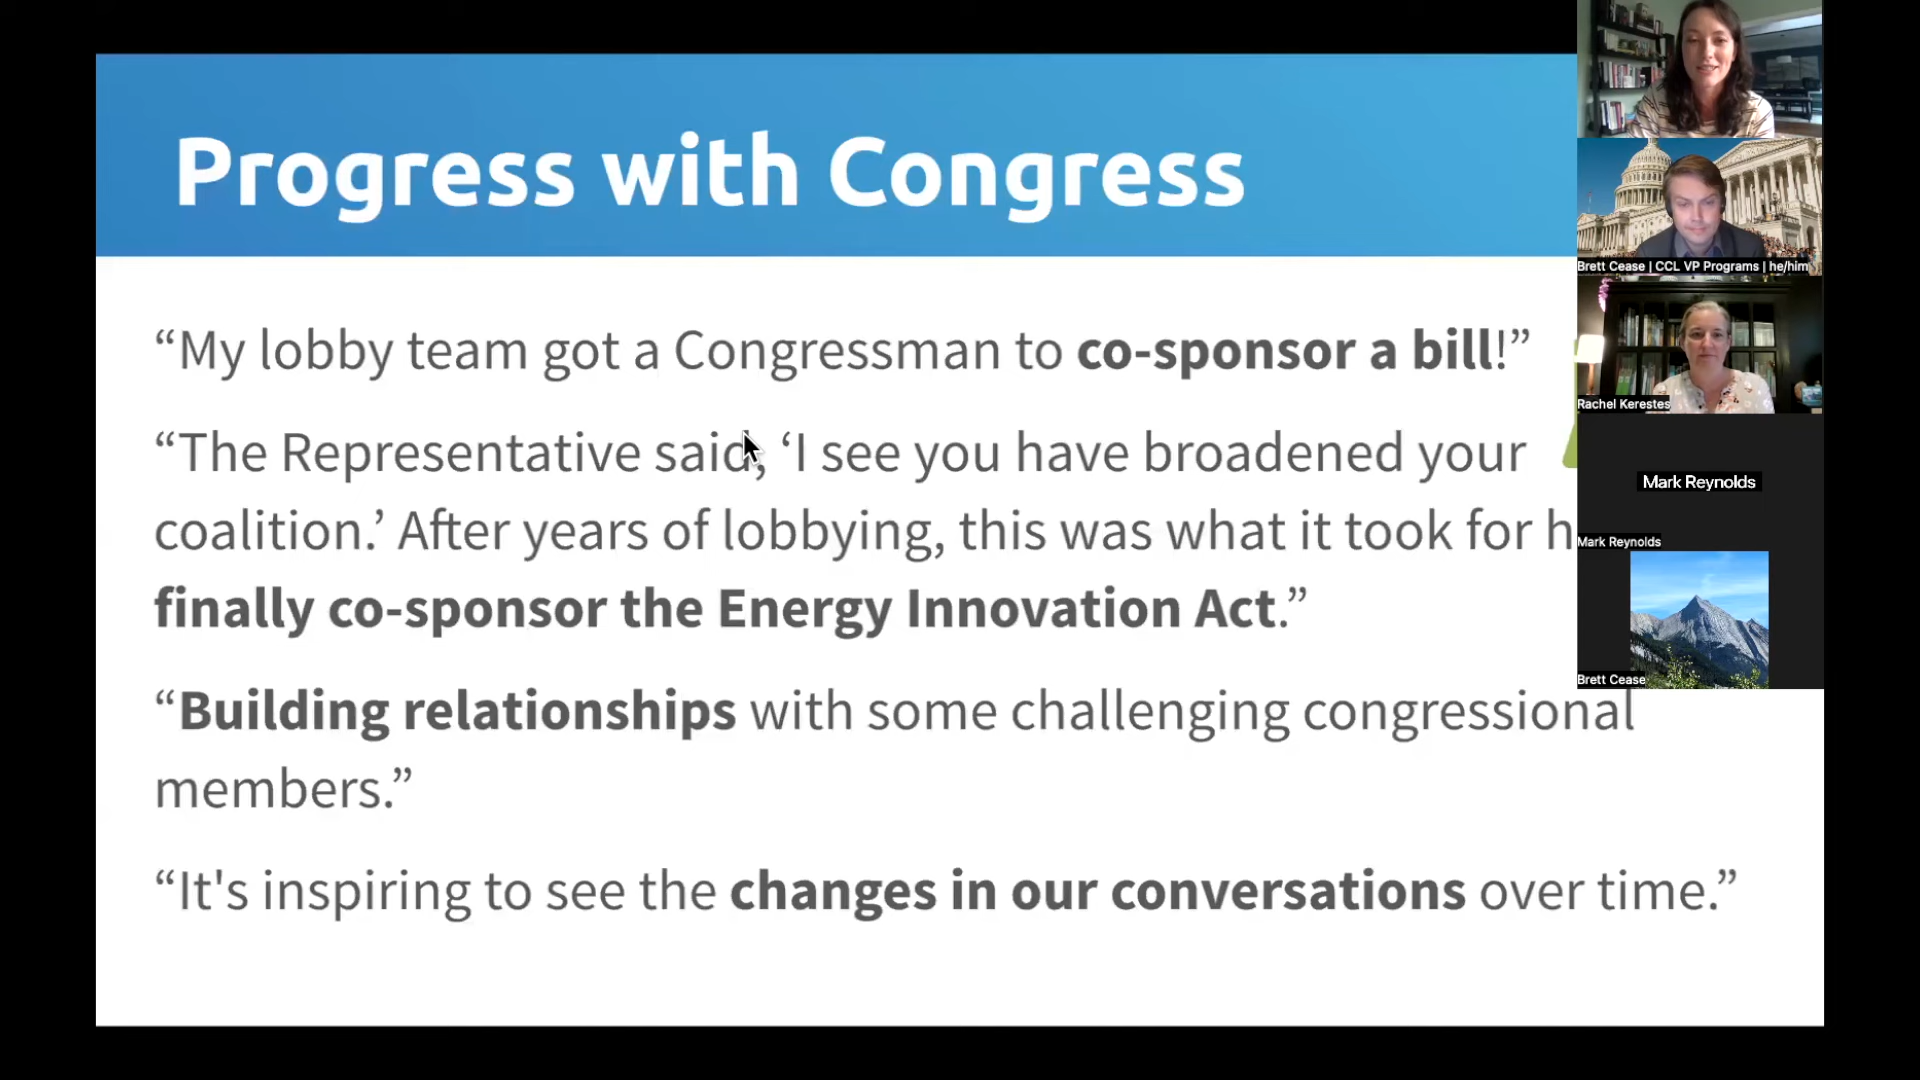 Progress with Congress
“My lobby team got a Congressman to co-sponsor a bill!”
“The Representative said, ‘I see you have broadened your
coalition.’ After years of lobbying, this was what it took for
finally co-sponsor the Energy Innovation Act.”
“Building relationships with some challenging congressional
members.”
“It's inspiring to see the changes in our conversations over time.”
Brett Cease | CCL VP Programs | he/him
Rachel Kerestes
Mark Reynolds
Mark Reynolds
Brett Cease